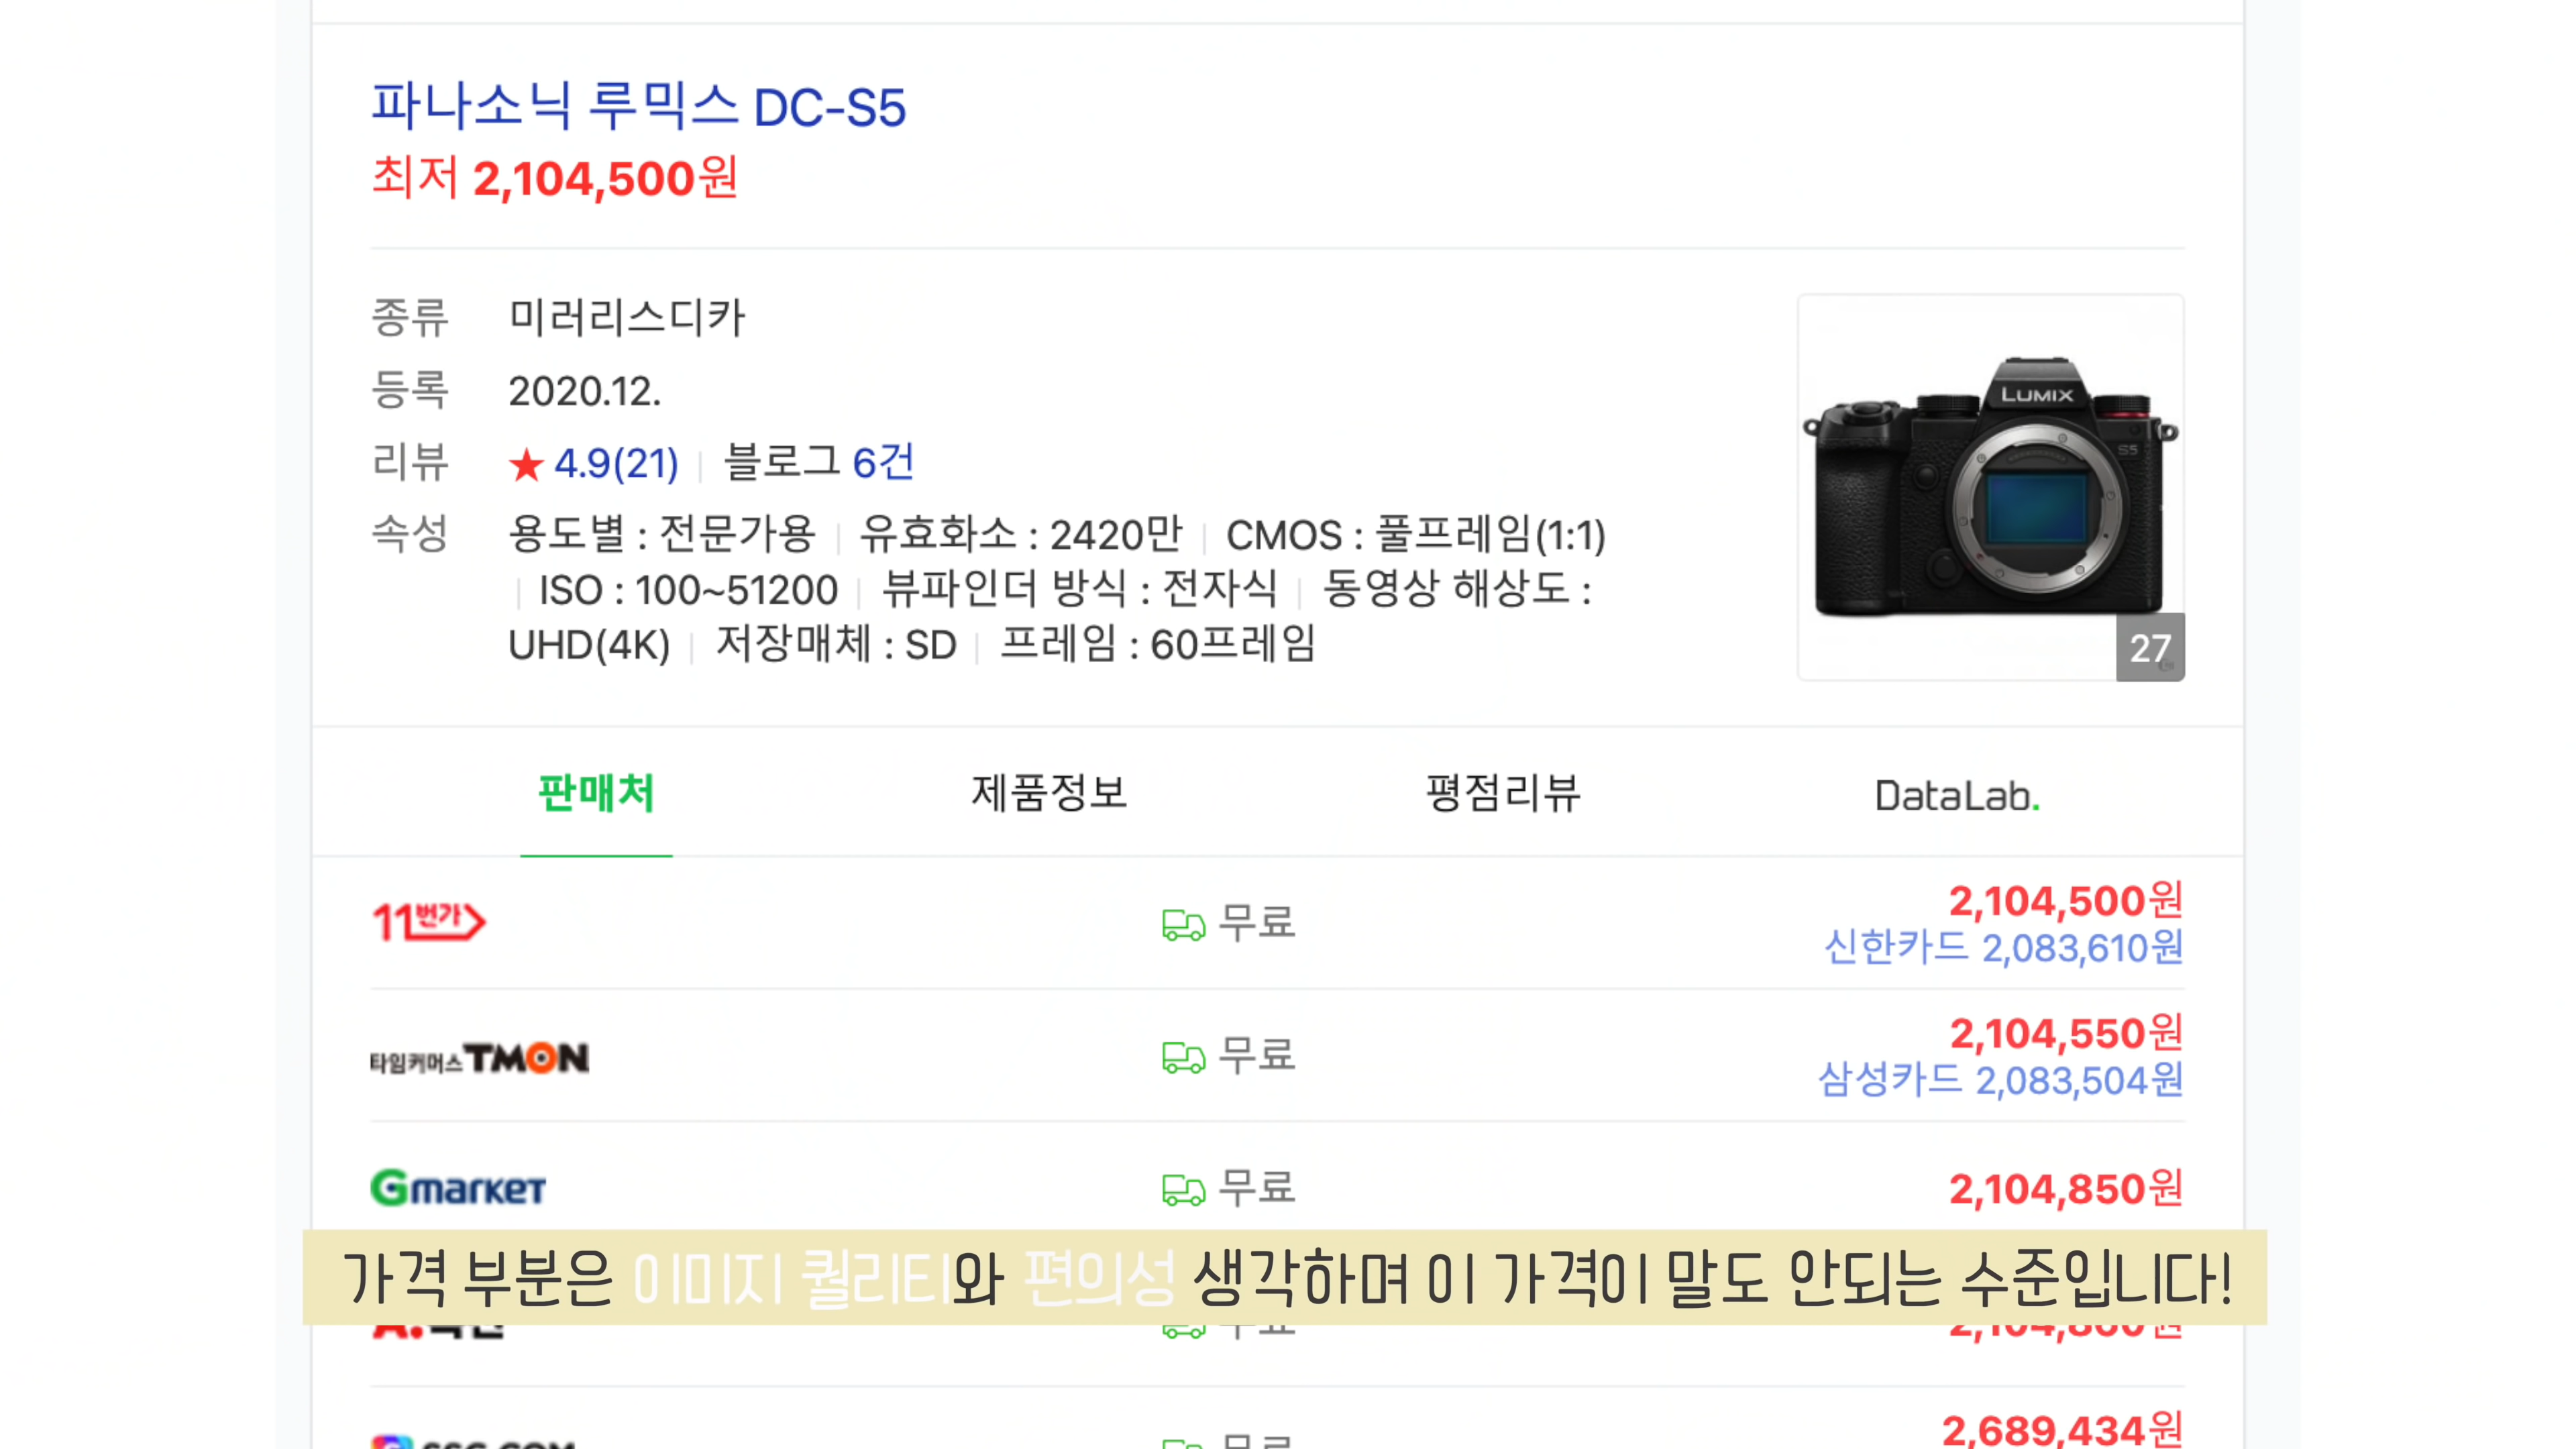 파나소닉 루믹스 DC-S5
최저 2,104,500원
종류 미러리스디카
등록 2020.12.
리뷰 ★ 4.9(21) | 블로그 6건
속성 용도별 : 전문가용 | 유효화소 : 2420만 | CMOS : 풀프레임(1:1)
| ISO : 100~51200 | 뷰파인더 방식 : 전자식 | 동영상 해상도 :
UHD(4K) | 저장매체 : SD | 프레임 : 60프레임
LUMIX
S5
27
판매처 제품정보 평점리뷰 DataLab.
11번가 무료 2,104,500원
신한카드 2,083,610원
타임커머스 TMON 무료 2,104,550원
삼성카드 2,083,504원
Gmarket 무료 2,104,850원
가격 부분은 이미지 퀄리티와 편의성 생각하며 이 가격이 말도 안되는 수준입니다!
2,689,434원